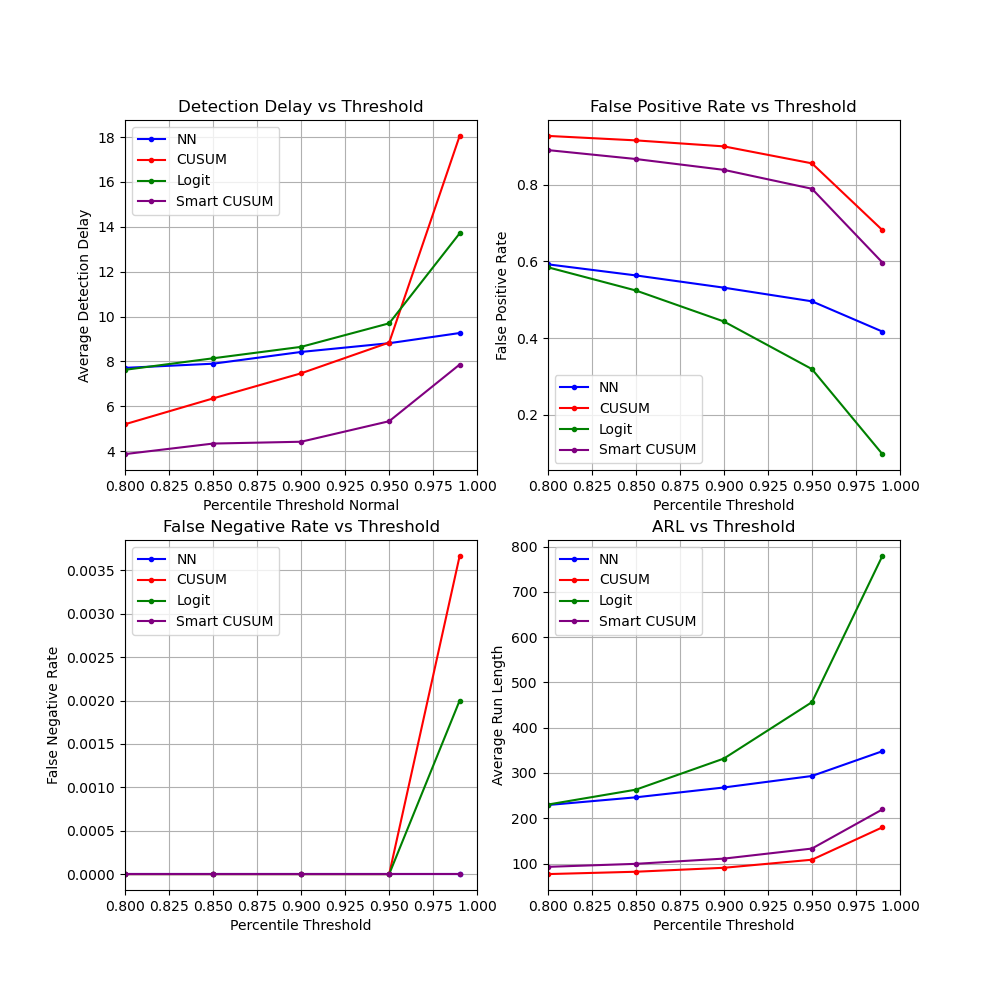 Detection Delay vs Threshold
NN
CUSUM
Logit
Smart CUSUM
Average Detection Delay
18
16
14
12
10
8
6
4
0.800 0.825 0.850 0.875 0.900 0.925 0.950 0.975 1.000
Percentile Threshold Normal
False Positive Rate vs Threshold
NN
CUSUM
Logit
Smart CUSUM
False Positive Rate
0.8
0.6
0.4
0.2
0.800 0.825 0.850 0.875 0.900 0.925 0.950 0.975 1.000
Percentile Threshold
False Negative Rate vs Threshold
NN
CUSUM
Logit
Smart CUSUM
False Negative Rate
0.0035
0.0030
0.0025
0.0020
0.0015
0.0010
0.0005
0.0000
0.800 0.825 0.850 0.875 0.900 0.925 0.950 0.975 1.000
Percentile Threshold
ARL vs Threshold
NN
CUSUM
Logit
Smart CUSUM
Average Run Length
800
700
600
500
400
300
200
100
0.800 0.825 0.850 0.875 0.900 0.925 0.950 0.975 1.000
Percentile Threshold